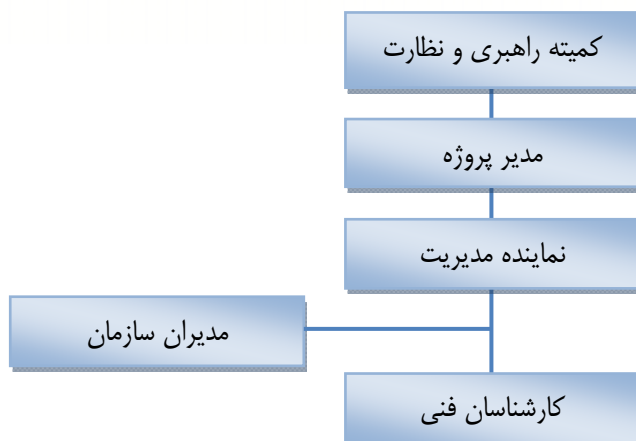 کمیته راهبری و نظارت
مدیر پروژه
نماینده مدیریت
مدیران سازمان
کارشناسان فنی